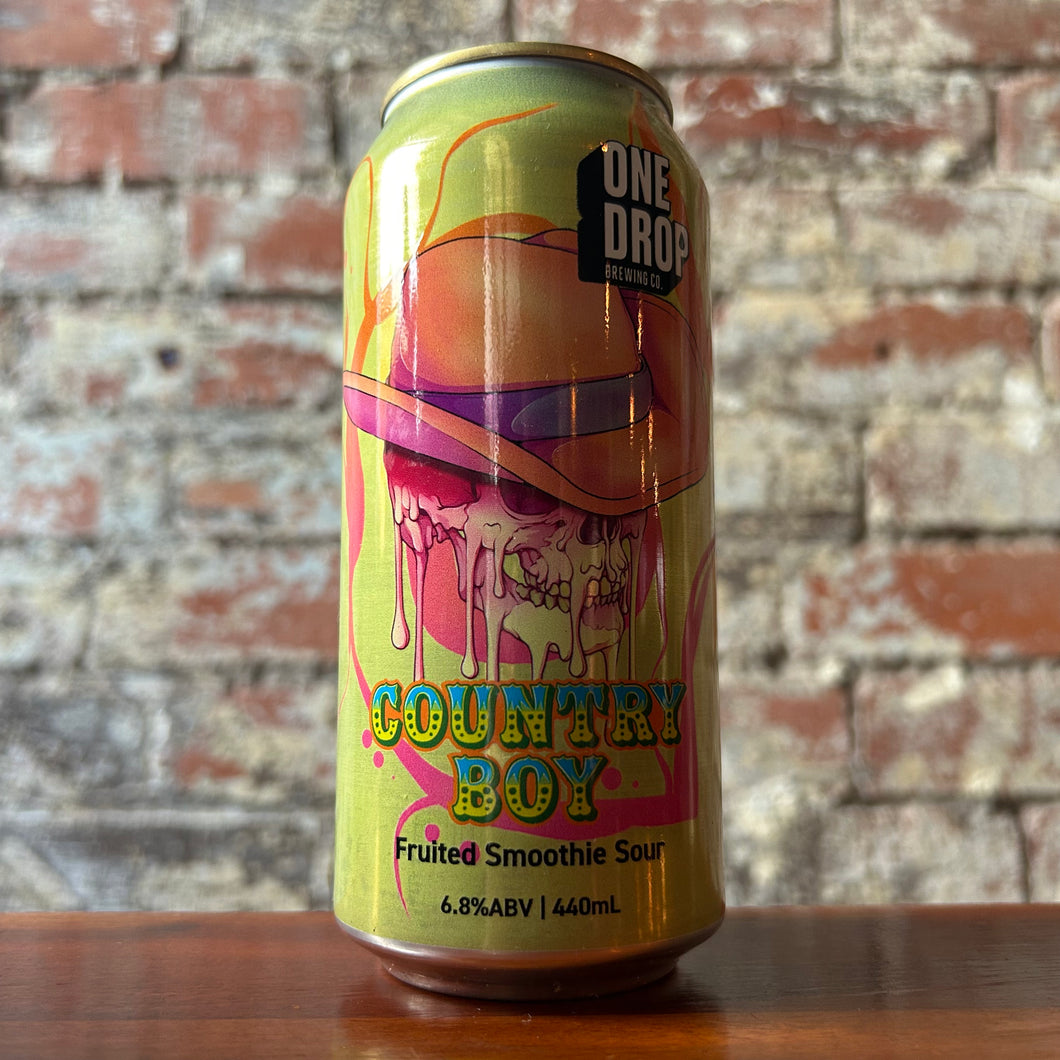 ONE
DROP
BREWING CO.
COUNTRY
BOY
Fruited Smoothie Sour
6.8%ABV | 440mL